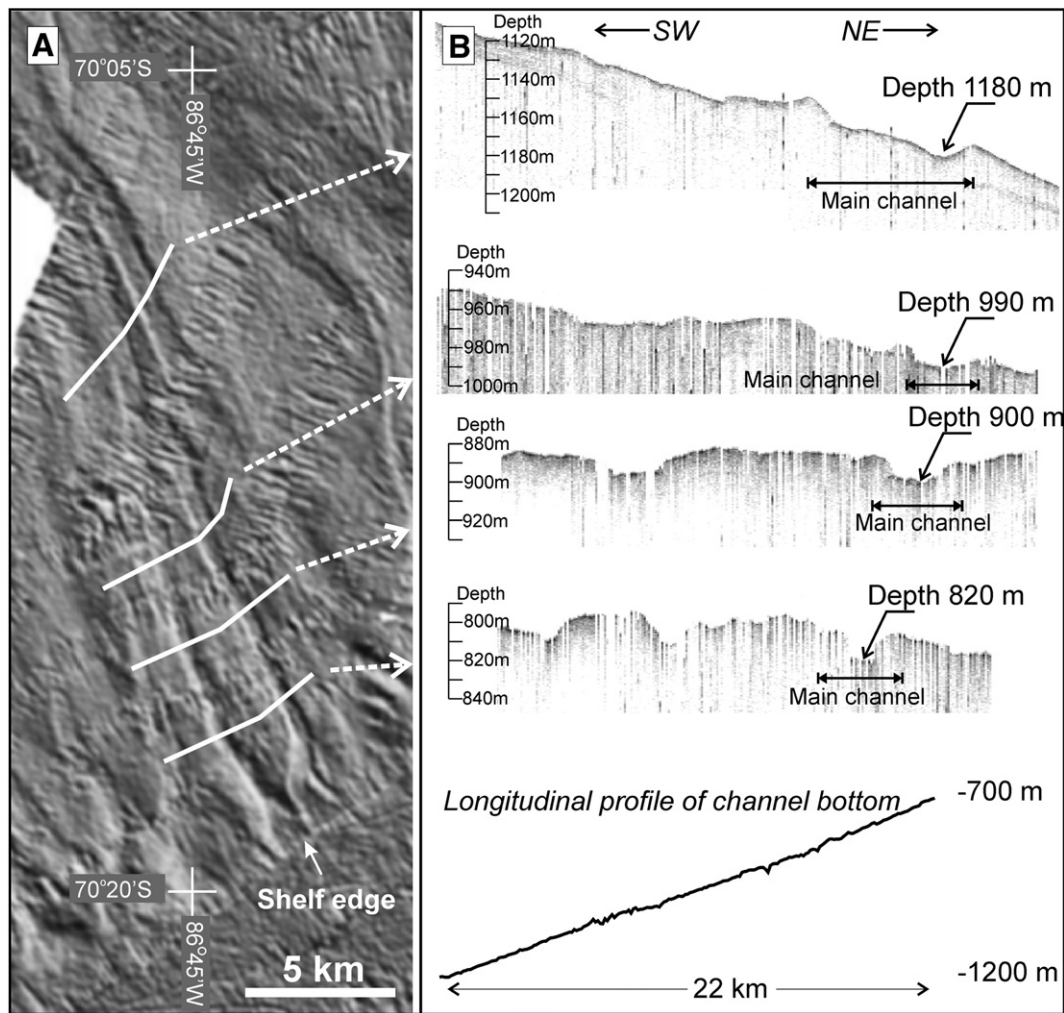 A
70°05'S
86°45'W
Shelf edge
70°20'S
86°45'W
5 km
B
SW
NE
Depth
1120m
1140m
1160m
1180m
1200m
Depth 1180 m
Main channel
Depth
940m
960m
980m
1000m
Depth 990 m
Main channel
Depth
880m
900m
920m
Depth 900 m
Main channel
Depth
800m
820m
840m
Depth 820 m
Main channel
Longitudinal profile of channel bottom
-700 m
-1200 m
22 km